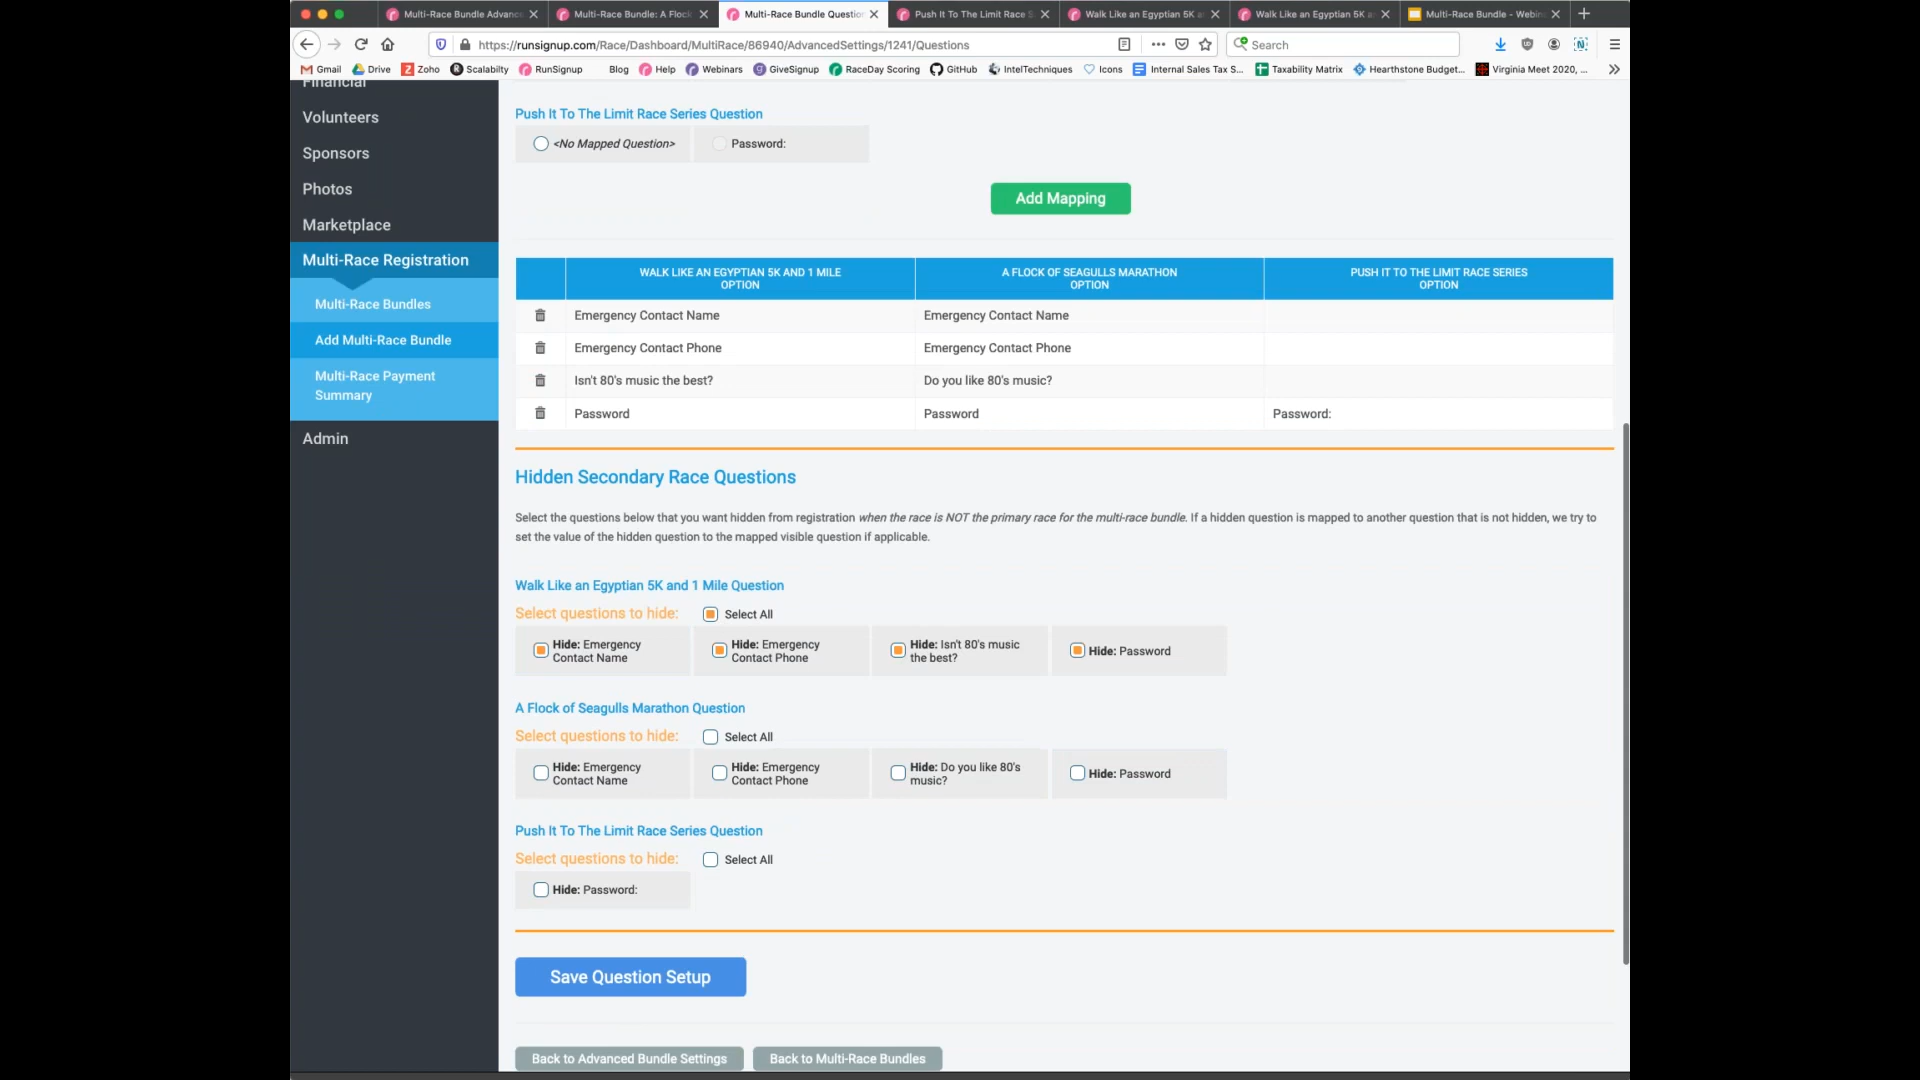 Multi-Race Bundle Advanc
Multi-Race Bundle: A Flock
Multi-Race Bundle Question
Push It To The Limit Race S
Walk Like an Egyptian 5K a
Walk Like an Egyptian 5K a
Multi-Race Bundle - Webin
https://runsignup.com/Race/Dashboard/MultiRace/86940/AdvancedSettings/1241/Questions
Search
Gmail
Drive
Zoho
Scalabilty
RunSignup
Blog
Help
Webinars
GiveSignup
RaceDay Scoring
GitHub
IntelTechniques
Icons
Internal Sales Tax S...
Taxability Matrix
Hearthstone Budget...
Virginia Meet 2020, ...
Financial
Volunteers
Sponsors
Photos
Marketplace
Multi-Race Registration
Multi-Race Bundles
Add Multi-Race Bundle
Multi-Race Payment
Summary
Admin
Push It To The Limit Race Series Question
<No Mapped Question>
Password:
Add Mapping
WALK LIKE AN EGYPTIAN 5K AND 1 MILE
OPTION
A FLOCK OF SEAGULLS MARATHON
OPTION
PUSH IT TO THE LIMIT RACE SERIES
OPTION
Emergency Contact Name
Emergency Contact Name
Emergency Contact Phone
Emergency Contact Phone
Isn't 80's music the best?
Do you like 80's music?
Password
Password
Password:
Hidden Secondary Race Questions
Select the questions below that you want hidden from registration when the race is NOT the primary race for the multi-race bundle. If a hidden question is mapped to another question that is not hidden, we try to
set the value of the hidden question to the mapped visible question if applicable.
Walk Like an Egyptian 5K and 1 Mile Question
Select questions to hide:
Select All
Hide: Emergency
Contact Name
Hide: Emergency
Contact Phone
Hide: Isn't 80's music
the best?
Hide: Password
A Flock of Seagulls Marathon Question
Select questions to hide:
Select All
Hide: Emergency
Contact Name
Hide: Emergency
Contact Phone
Hide: Do you like 80's
music?
Hide: Password
Push It To The Limit Race Series Question
Select questions to hide:
Select All
Hide: Password:
Save Question Setup
Back to Advanced Bundle Settings
Back to Multi-Race Bundles